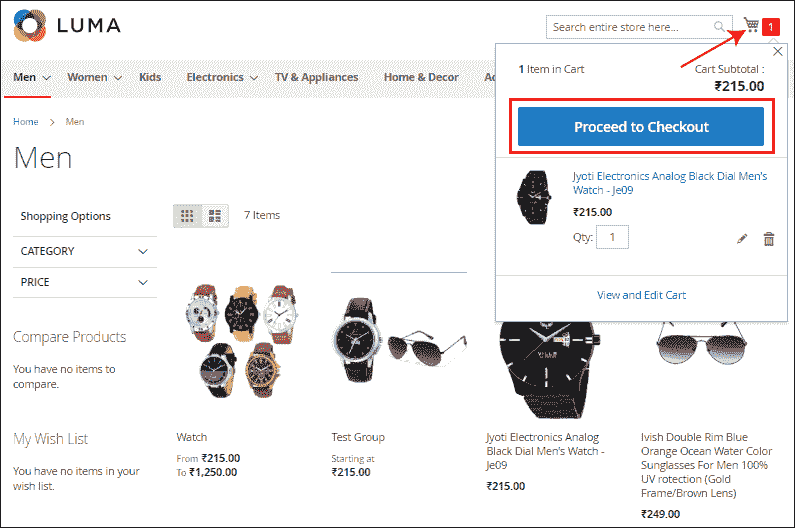 LUMA
Search entire store here...
1
Men
Women
Kids
Electronics
TV & Appliances
Home & Decor
Home
Men
Men
Shopping Options
CATEGORY
PRICE
Compare Products
You have no items to
compare.
My Wish List
You have no items in your
wish list.
7 Items
1 Item in Cart
Cart Subtotal :
₹215.00
Proceed to Checkout
Jyoti Electronics Analog Black Dial Men's
Watch - Je09
₹215.00
Qty: 1
View and Edit Cart
Watch
From ₹215.00
To ₹1,250.00
Test Group
Starting at
₹215.00
Jyoti Electronics Analog
Black Dial Men's Watch -
Je09
₹215.00
Ivish Double Rim Blue
Orange Ocean Water Color
Sunglasses For Men 100%
UV rotection (Gold
Frame/Brown Lens)
₹249.00